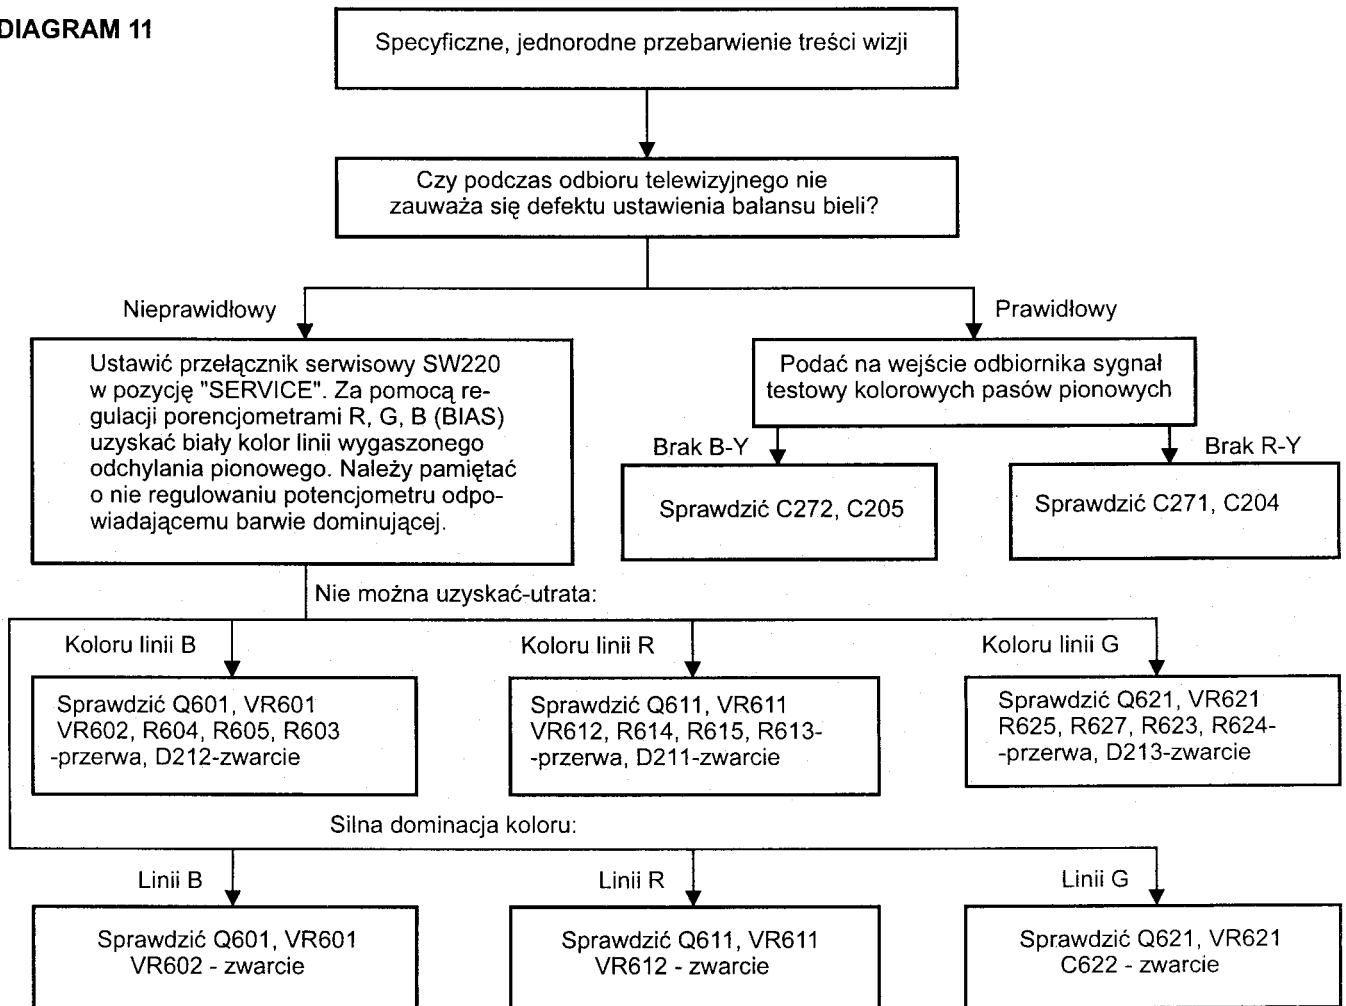 DIAGRAM 11
Specyficzne, jednorodne przebarwienie treści wizji
Czy podczas odbioru telewizyjnego nie
zauważa się defektu ustawienia balansu bieli?
Nieprawidłowy
Prawidłowy
Ustawić przełącznik serwisowy SW220
w pozycję "SERVICE". Za pomocą re-
gulacji porencjometrami R, G, B (BIAS)
uzyskać biały kolor linii wygaszonego
odchylania pionowego. Należy pamiętać
o nie regulowaniu potencjometru odpo-
wiadającemu barwie dominującej.
Podać na wejście odbiornika sygnał
testowy kolorowych pasów pionowych
Brak B-Y
Brak R-Y
Sprawdzić C272, C205
Sprawdzić C271, C204
Nie można uzyskać-utrata:
Koloru linii B
Koloru linii R
Koloru linii G
Sprawdzić Q601, VR601
VR602, R604, R605, R603
-przerwa, D212-zwarcie
Sprawdzić Q611, VR611
VR612, R614, R615, R613-
-przerwa, D211-zwarcie
Sprawdzić Q621, VR621
R625, R627, R623, R624-
-przerwa, D213-zwarcie
Silna dominacja koloru:
Linii B
Linii R
Linii G
Sprawdzić Q601, VR601
VR602 - zwarcie
Sprawdzić Q611, VR611
VR612 - zwarcie
Sprawdzić Q621, VR621
C622 - zwarcie